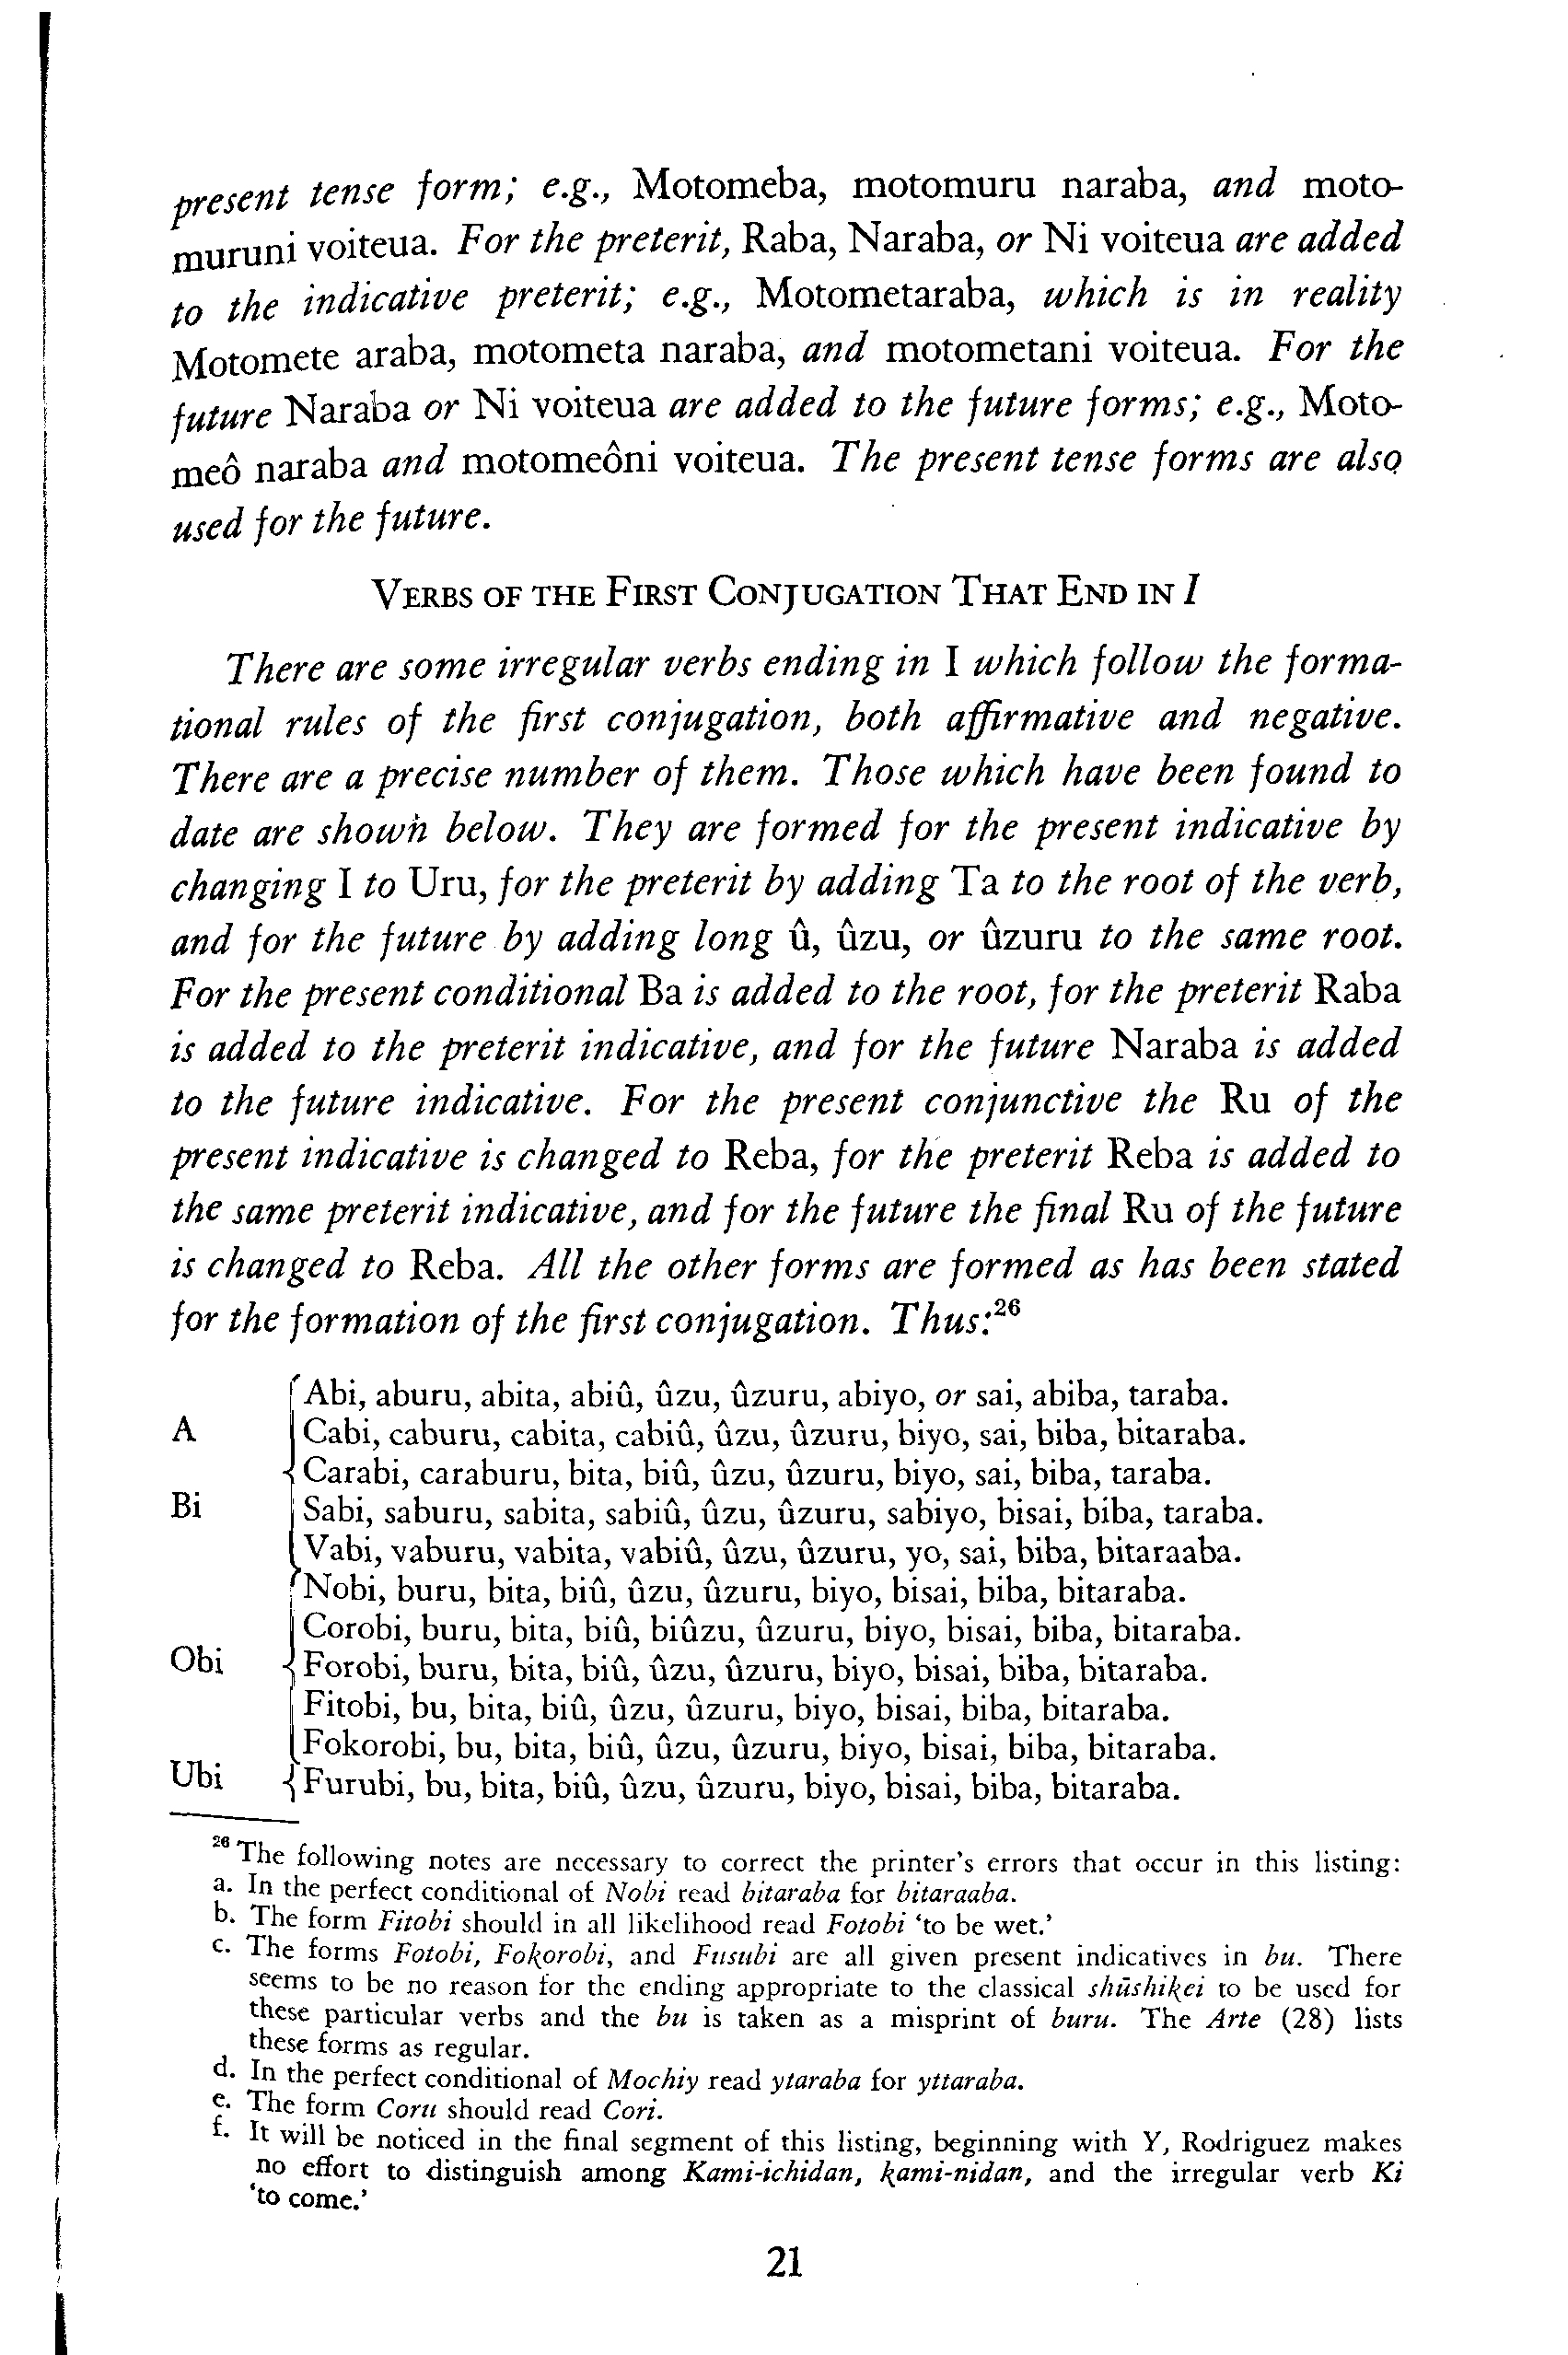 present tense form; e.g., Motomeba, motomuru naraba, and moto-
muruni voiteua. For the preterit, Raba, Naraba, or Ni voiteua are added
to the indicative preterit; e.g., Motometaraba, which is in reality
Motomete araba, motometa naraba, and motometani voiteua. For the
future Naraba or Ni voiteua are added to the future forms; e.g., Moto-
meô naraba and motomeôni voiteua. The present tense forms are also
used for the future.
VERBS OF THE FIRST CONJUGATION THAT END IN I
There are some irregular verbs ending in I which follow the forma-
tional rules of the first conjugation, both affirmative and negative.
There are a precise number of them. Those which have been found to
date are shown below. They are formed for the present indicative by
changing I to Uru, for the preterit by adding Ta to the root of the verb,
and for the future by adding long û, ûzu, or ûzuru to the same root.
For the present conditional Ba is added to the root, for the preterit Raba
is added to the preterit indicative, and for the future Naraba is added
to the future indicative. For the present conjunctive the Ru of the
present indicative is changed to Reba, for the preterit Reba is added to
the same preterit indicative, and for the future the final Ru of the future
is changed to Reba. All the other forms are formed as has been stated
for the formation of the first conjugation. Thus:26
Abi, aburu, abita, abiû, ûzu, ûzuru, abiyo, or sai, abiba, taraba.
A Cabi, caburu, cabita, cabiû, ûzu, ûzuru, biyo, sai, biba, bitaraba.
Carabi, caraburu, bita, biû, ûzu, ûzuru, biyo, sai, biba, taraba.
Bi Sabi, saburu, sabita, sabiû, ûzu, ûzuru, sabiyo, bisai, biba, taraba.
Vabi, vaburu, vabita, vabiû, ûzu, ûzuru, yo, sai, biba, bitaraaba.
Nobi, buru, bita, biû, ûzu, ûzuru, biyo, bisai, biba, bitaraba.
Corobi, buru, bita, biû, biûzu, ûzuru, biyo, bisai, biba, bitaraba.
Obi Forobi, buru, bita, biû, ûzu, ûzuru, biyo, bisai, biba, bitaraba.
Fitobi, bu, bita, biû, ûzu, ûzuru, biyo, bisai, biba, bitaraba.
Fokorobi, bu, bita, biû, ûzu, ûzuru, biyo, bisai, biba, bitaraba.
Ubi Furubi, bu, bita, biû, ûzu, ûzuru, biyo, bisai, biba, bitaraba.
26 The following notes are necessary to correct the printer's errors that occur in this listing:
a. In the perfect conditional of Nobi read bitaraba for bitaraaba.
b. The form Fitobi should in all likelihood read Fotobi 'to be wet.'
c. The forms Fotobi, Fokorobi, and Fusubi are all given present indicatives in bu. There
seems to be no reason for the ending appropriate to the classical shūshikei to be used for
these particular verbs and the bu is taken as a misprint of buru. The Arte (28) lists
these forms as regular.
d. In the perfect conditional of Mochiy read ytaraba for yttaraba.
e. The form Coru should read Cori.
f. It will be noticed in the final segment of this listing, beginning with Y, Rodriguez makes
no effort to distinguish among Kami-ichidan, kami-nidan, and the irregular verb Ki
'to come.'
21